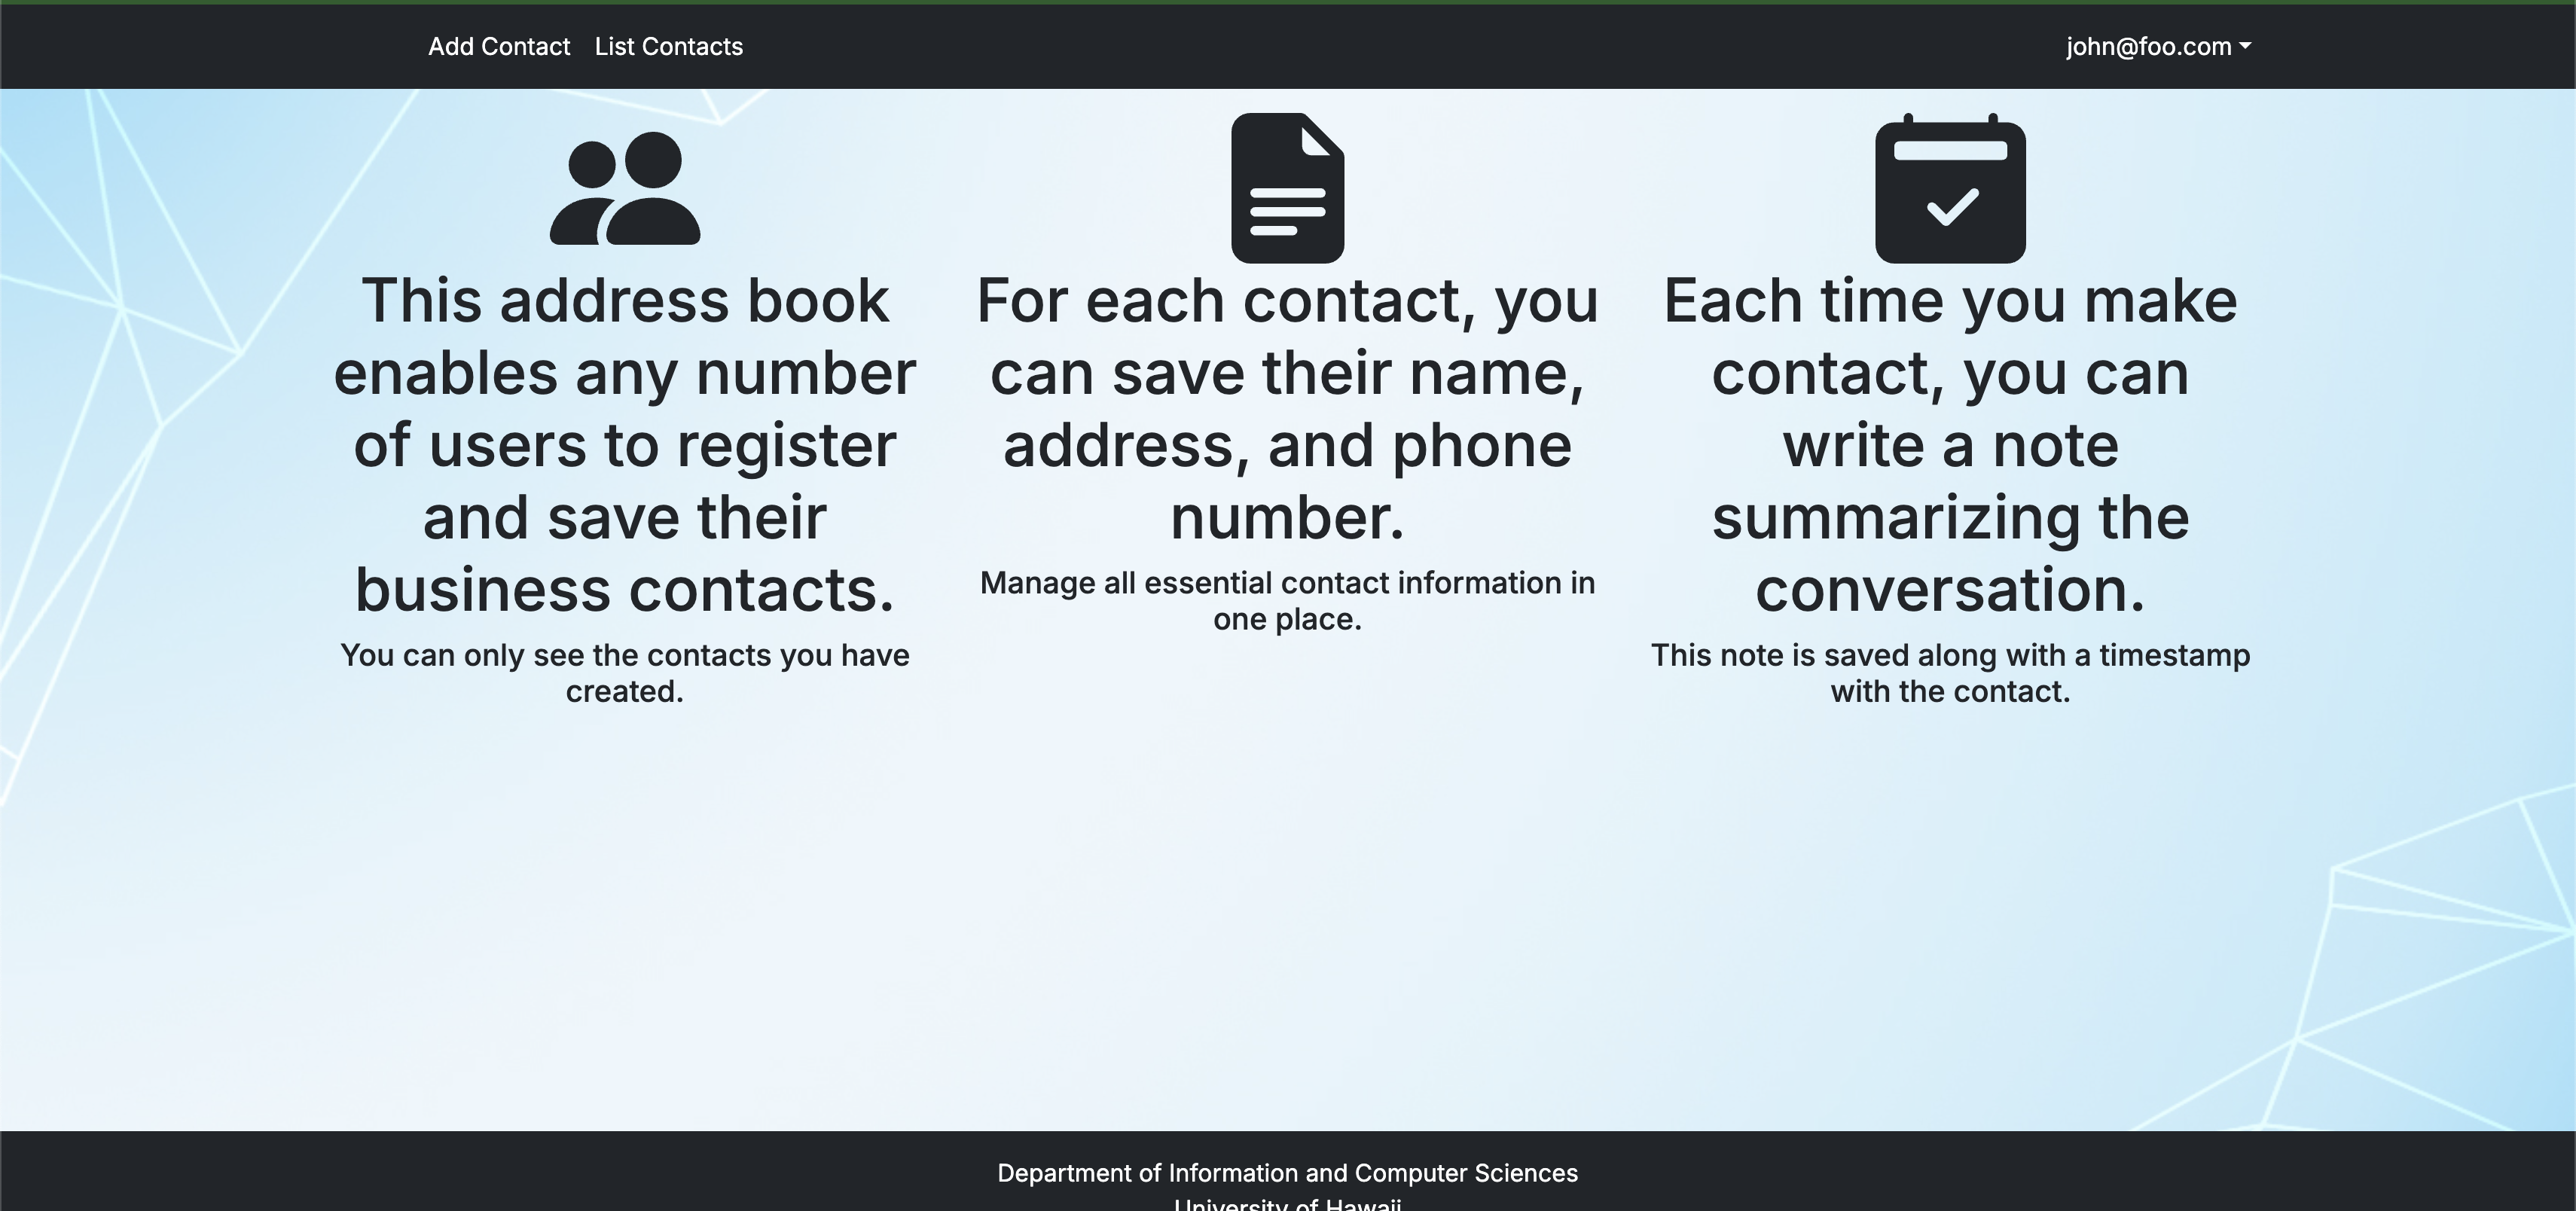 Add Contact List Contacts john@foo.com
This address book
enables any number
of users to register
and save their
business contacts.
You can only see the contacts you have
created.
For each contact, you
can save their name,
address, and phone
number.
Manage all essential contact information in
one place.
Each time you make
contact, you can
write a note
summarizing the
conversation.
This note is saved along with a timestamp
with the contact.
Department of Information and Computer Sciences
University of Hawaii